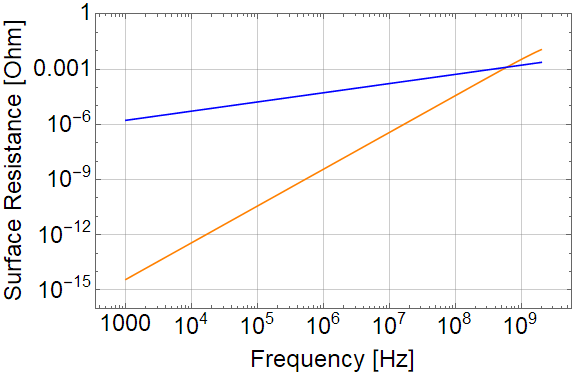 Surface Resistance [Ohm]
1
0.001
10⁻⁶
10⁻⁹
10⁻¹²
10⁻¹⁵
1000 10⁴ 10⁵ 10⁶ 10⁷ 10⁸ 10⁹
Frequency [Hz]